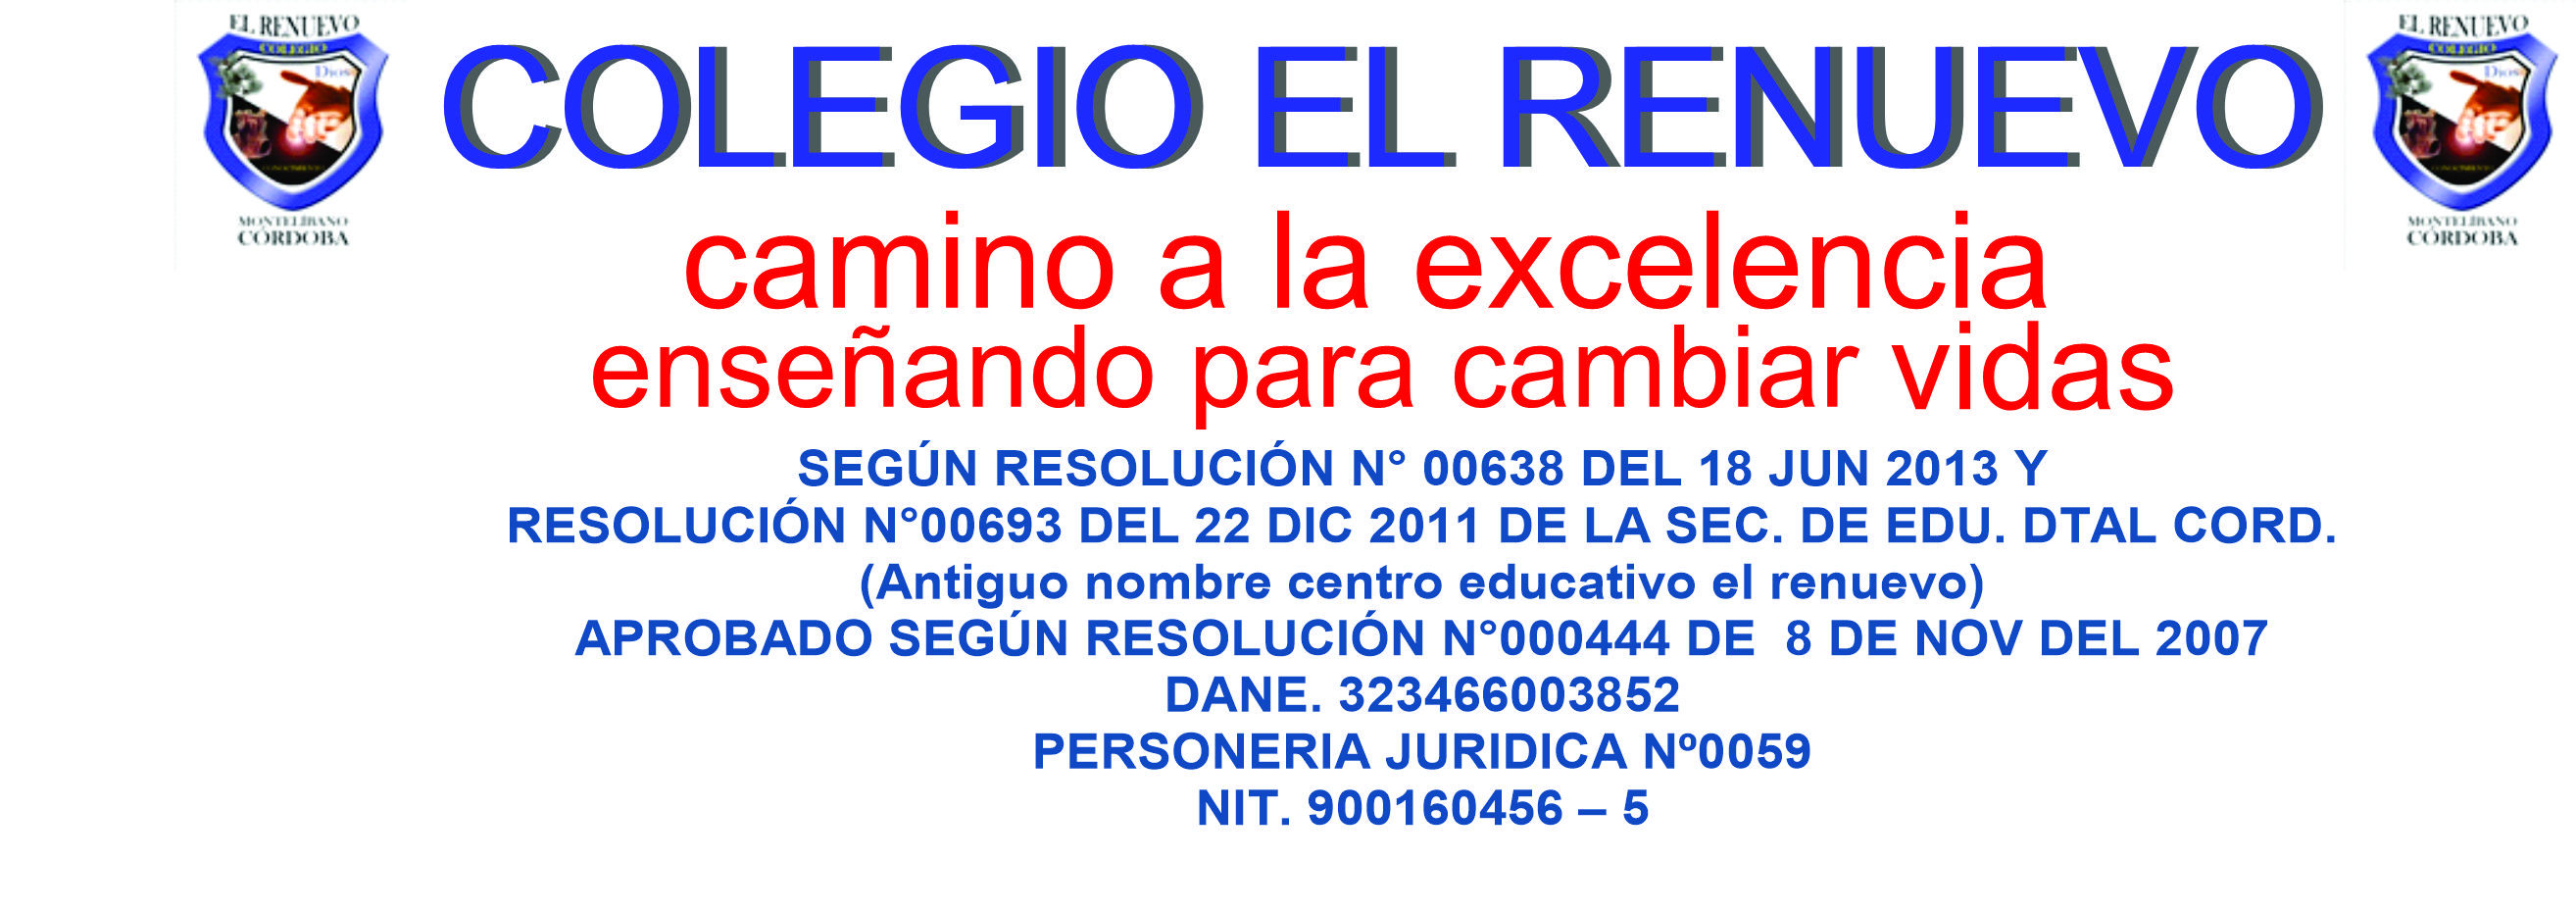 EL RENUEVO
COLEGIO
DIOS
CONOCIMIENTO
MONTELÍBANO
CÓRDOBA
COLEGIO EL RENUEVO
camino a la excelencia
enseñando para cambiar vidas
SEGÚN RESOLUCIÓN N° 00638 DEL 18 JUN 2013 Y
RESOLUCIÓN N°00693 DEL 22 DIC 2011 DE LA SEC. DE EDU. DTAL CORD.
(Antiguo nombre centro educativo el renuevo)
APROBADO SEGÚN RESOLUCIÓN N°000444 DE  8 DE NOV DEL 2007
DANE. 323466003852
PERSONERIA JURIDICA Nº0059
NIT. 900160456 – 5
EL RENUEVO
COLEGIO
DIOS
CONOCIMIENTO
MONTELÍBANO
CÓRDOBA